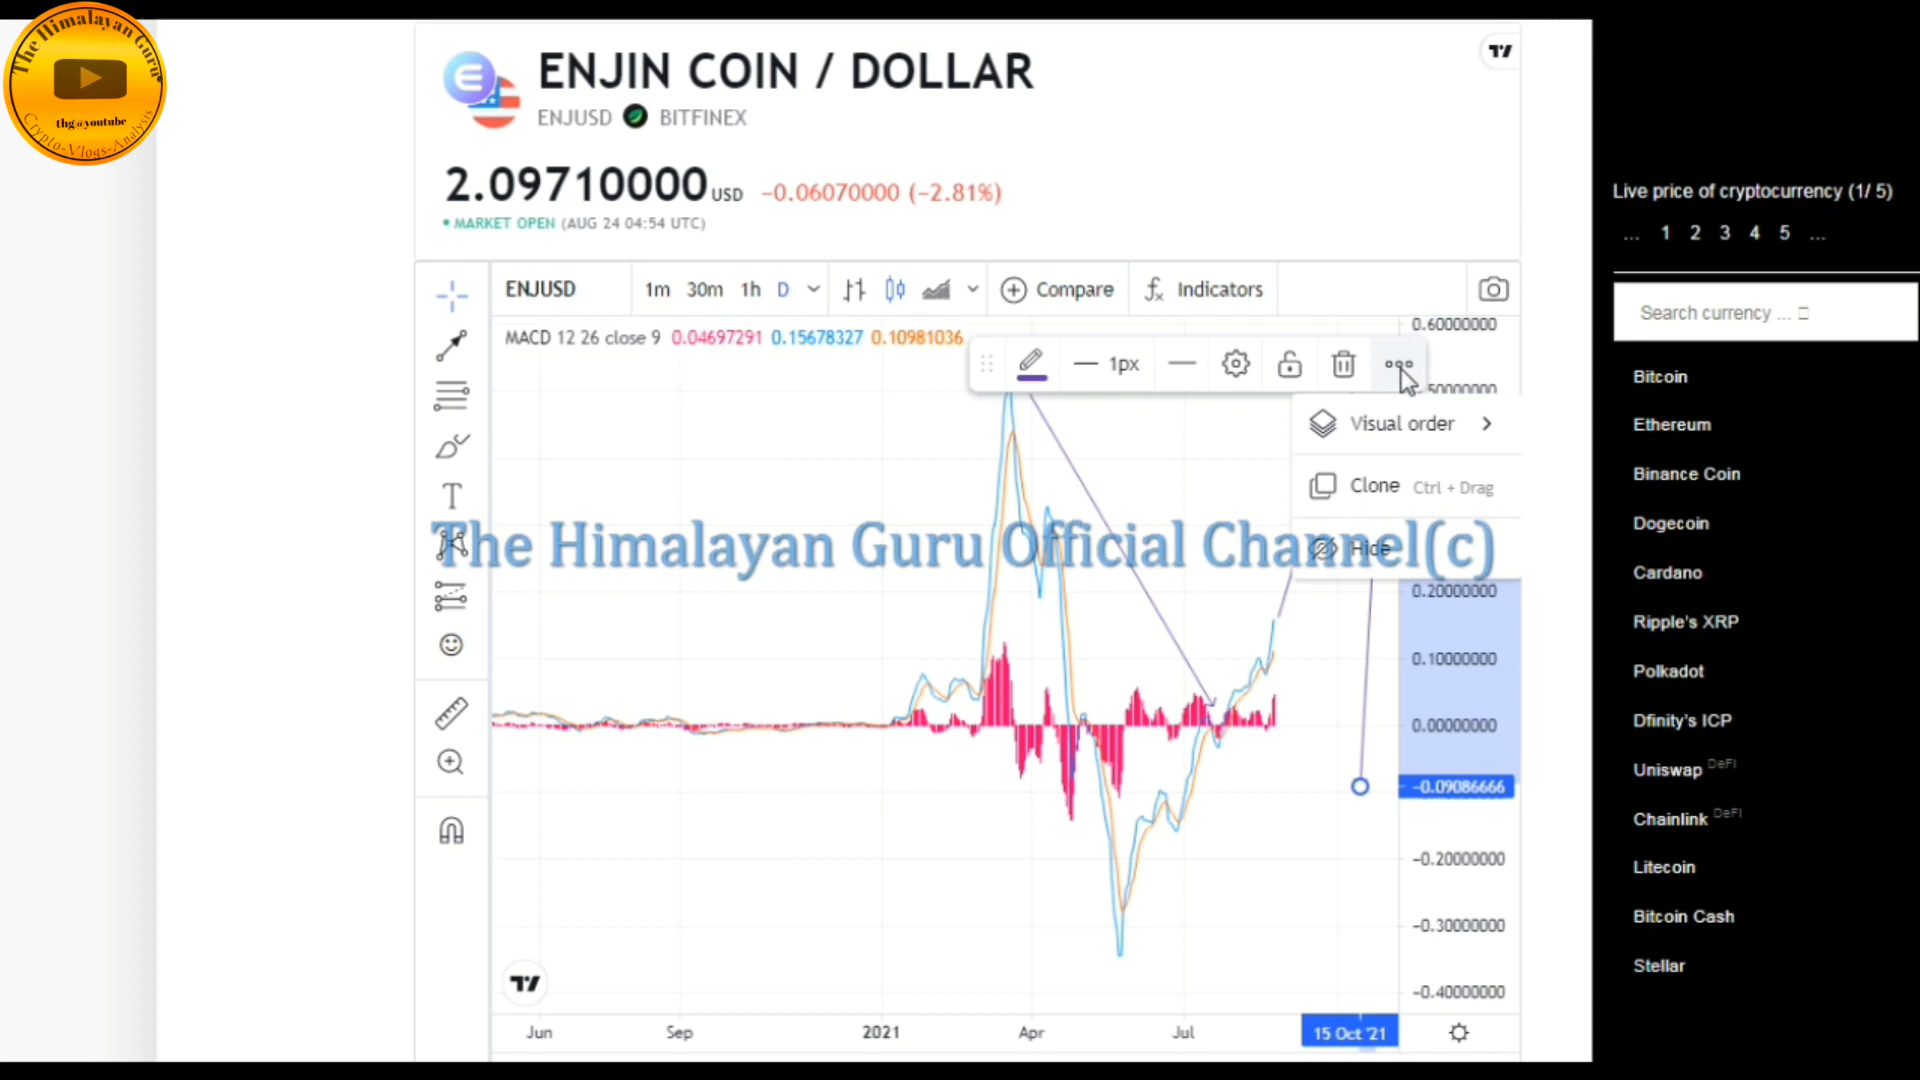 The Himalayan Guru
thg@youtube
Crypto-Vlogs-Analysis
ENJIN COIN / DOLLAR
ENJUSD BITFINEX
2.09710000 USD −0.06070000 (−2.81%)
• MARKET OPEN (AUG 24 04:54 UTC)
ENJUSD 1m 30m 1h D Compare Indicators
MACD 12 26 close 9 0.04697291 0.15678327 0.10981036
1px
Visual order
Clone Ctrl + Drag
Hide
The Himalayan Guru Official Channel(c)
0.60000000
50000000
0.20000000
0.10000000
0.00000000
−0.09086666
−0.20000000
−0.30000000
−0.40000000
Jun Sep 2021 Apr Jul 15 Oct '21
Live price of cryptocurrency (1/ 5)
... 1 2 3 4 5 ...
Search currency ...
Bitcoin
Ethereum
Binance Coin
Dogecoin
Cardano
Ripple's XRP
Polkadot
Dfinity's ICP
Uniswap DeFI
Chainlink DeFI
Litecoin
Bitcoin Cash
Stellar